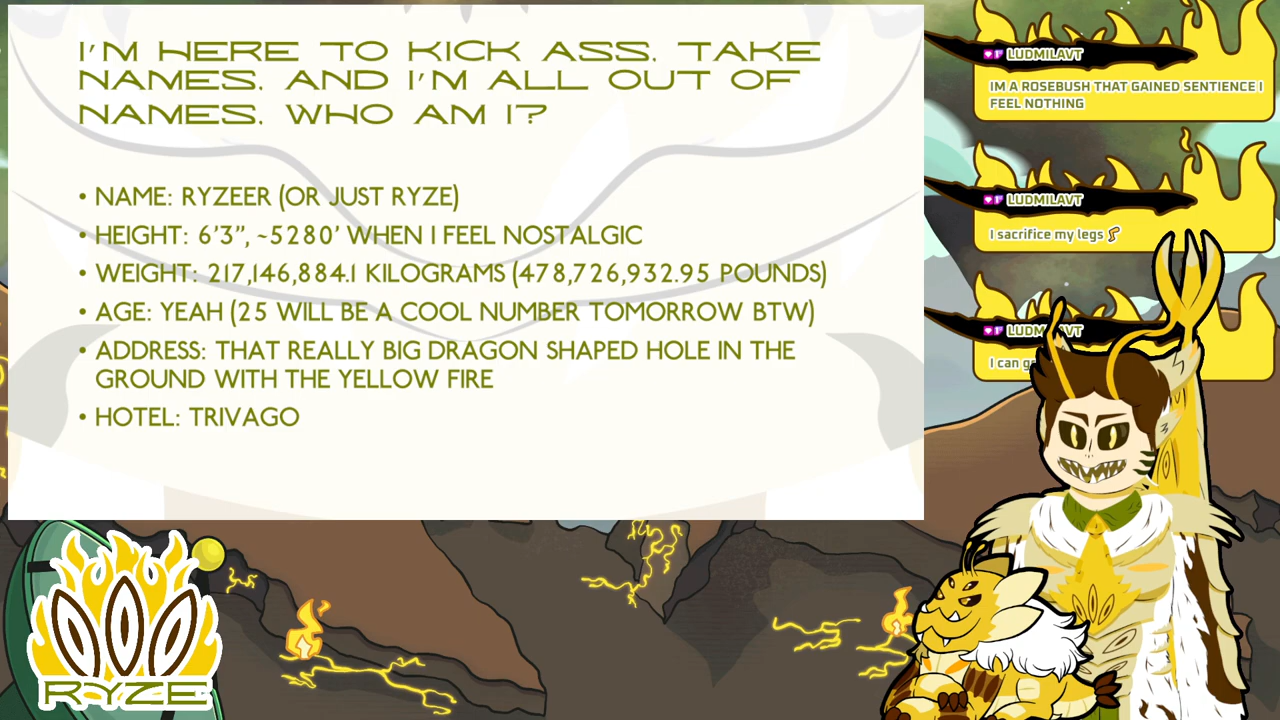 I'M HERE TO KICK ASS, TAKE
NAMES, AND I'M ALL OUT OF
NAMES. WHO AM I?
• NAME: RYZEER (OR JUST RYZE)
• HEIGHT: 6'3", ~5280' WHEN I FEEL NOSTALGIC
• WEIGHT: 217,146,884.1 KILOGRAMS (478,726,932.95 POUNDS)
• AGE: YEAH (25 WILL BE A COOL NUMBER TOMORROW BTW)
• ADDRESS: THAT REALLY BIG DRAGON SHAPED HOLE IN THE
GROUND WITH THE YELLOW FIRE
• HOTEL: TRIVAGO
LUDMILAVT
IM A ROSEBUSH THAT GAINED SENTIENCE I
FEEL NOTHING
LUDMILAVT
I sacrifice my legs
I can
RYZE